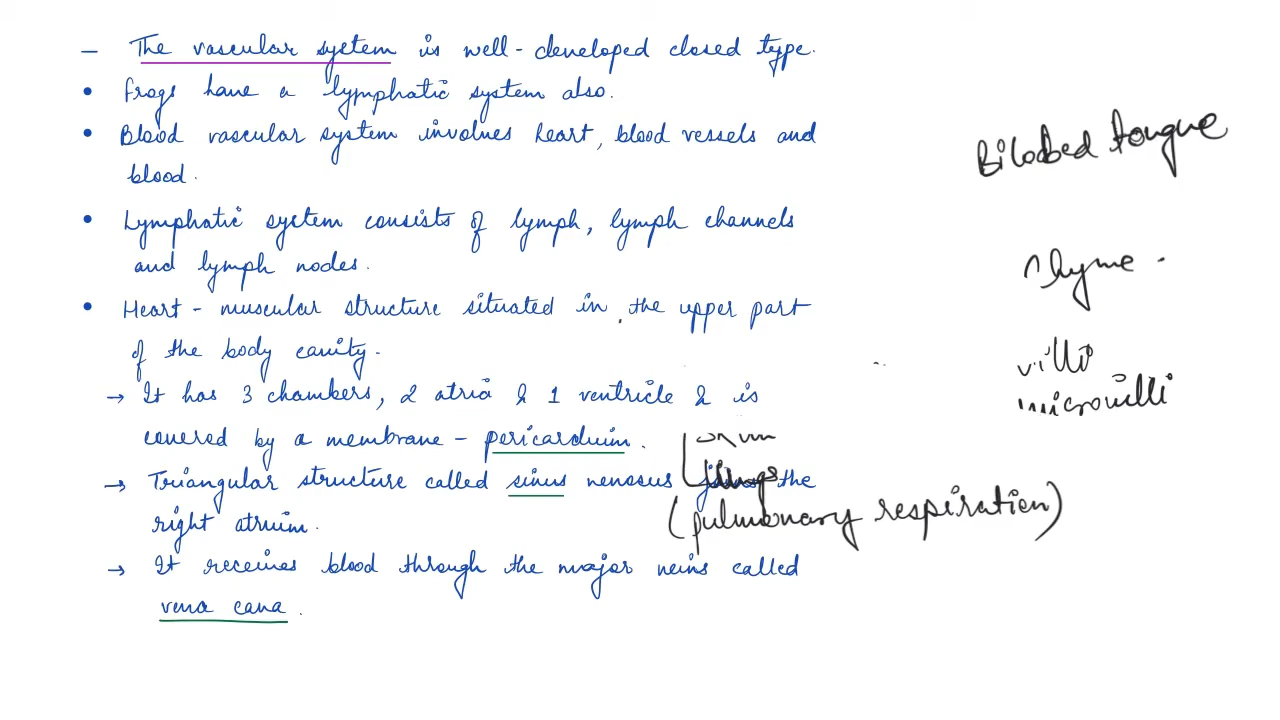 – The vascular system is well-developed closed type.
• Frogs have a lymphatic system also.
• Blood vascular system involves heart, blood vessels and
blood.
• Lymphatic system consists of lymph, lymph channels
and lymph nodes.
• Heart - muscular structure situated in the upper part
of the body cavity.
→ It has 3 chambers, 2 atria & 1 ventricle & is
covered by a membrane - pericardium.
→ Triangular structure called sinus venosus joins the
right atrium.
→ It receives blood through the major veins called
vena cava.
Bilobed tongue
Chyme
villi
microvilli
lungs
(pulmonary respiration)